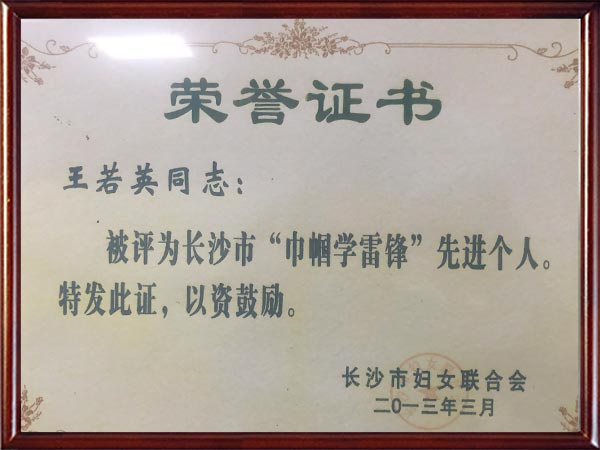 荣誉证书
王若英同志：
被评为长沙市“巾帼学雷锋”先进个人。
特发此证，以资鼓励。
长沙市妇女联合会
二〇一三年三月